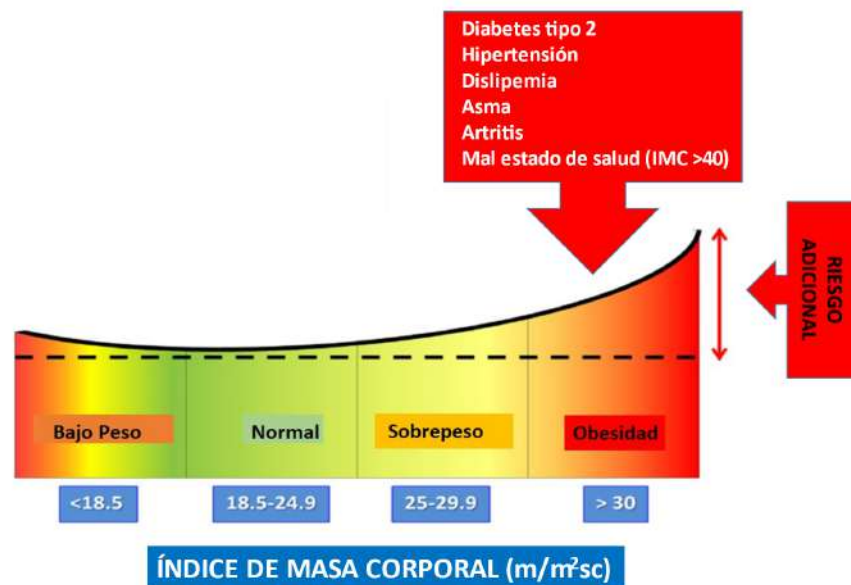 Diabetes tipo 2
Hipertensión
Dislipemia
Asma
Artritis
Mal estado de salud (IMC >40)
RIESGO
ADICIONAL
Bajo Peso
Normal
Sobrepeso
Obesidad
<18.5
18.5-24.9
25-29.9
> 30
ÍNDICE DE MASA CORPORAL (m/m²sc)